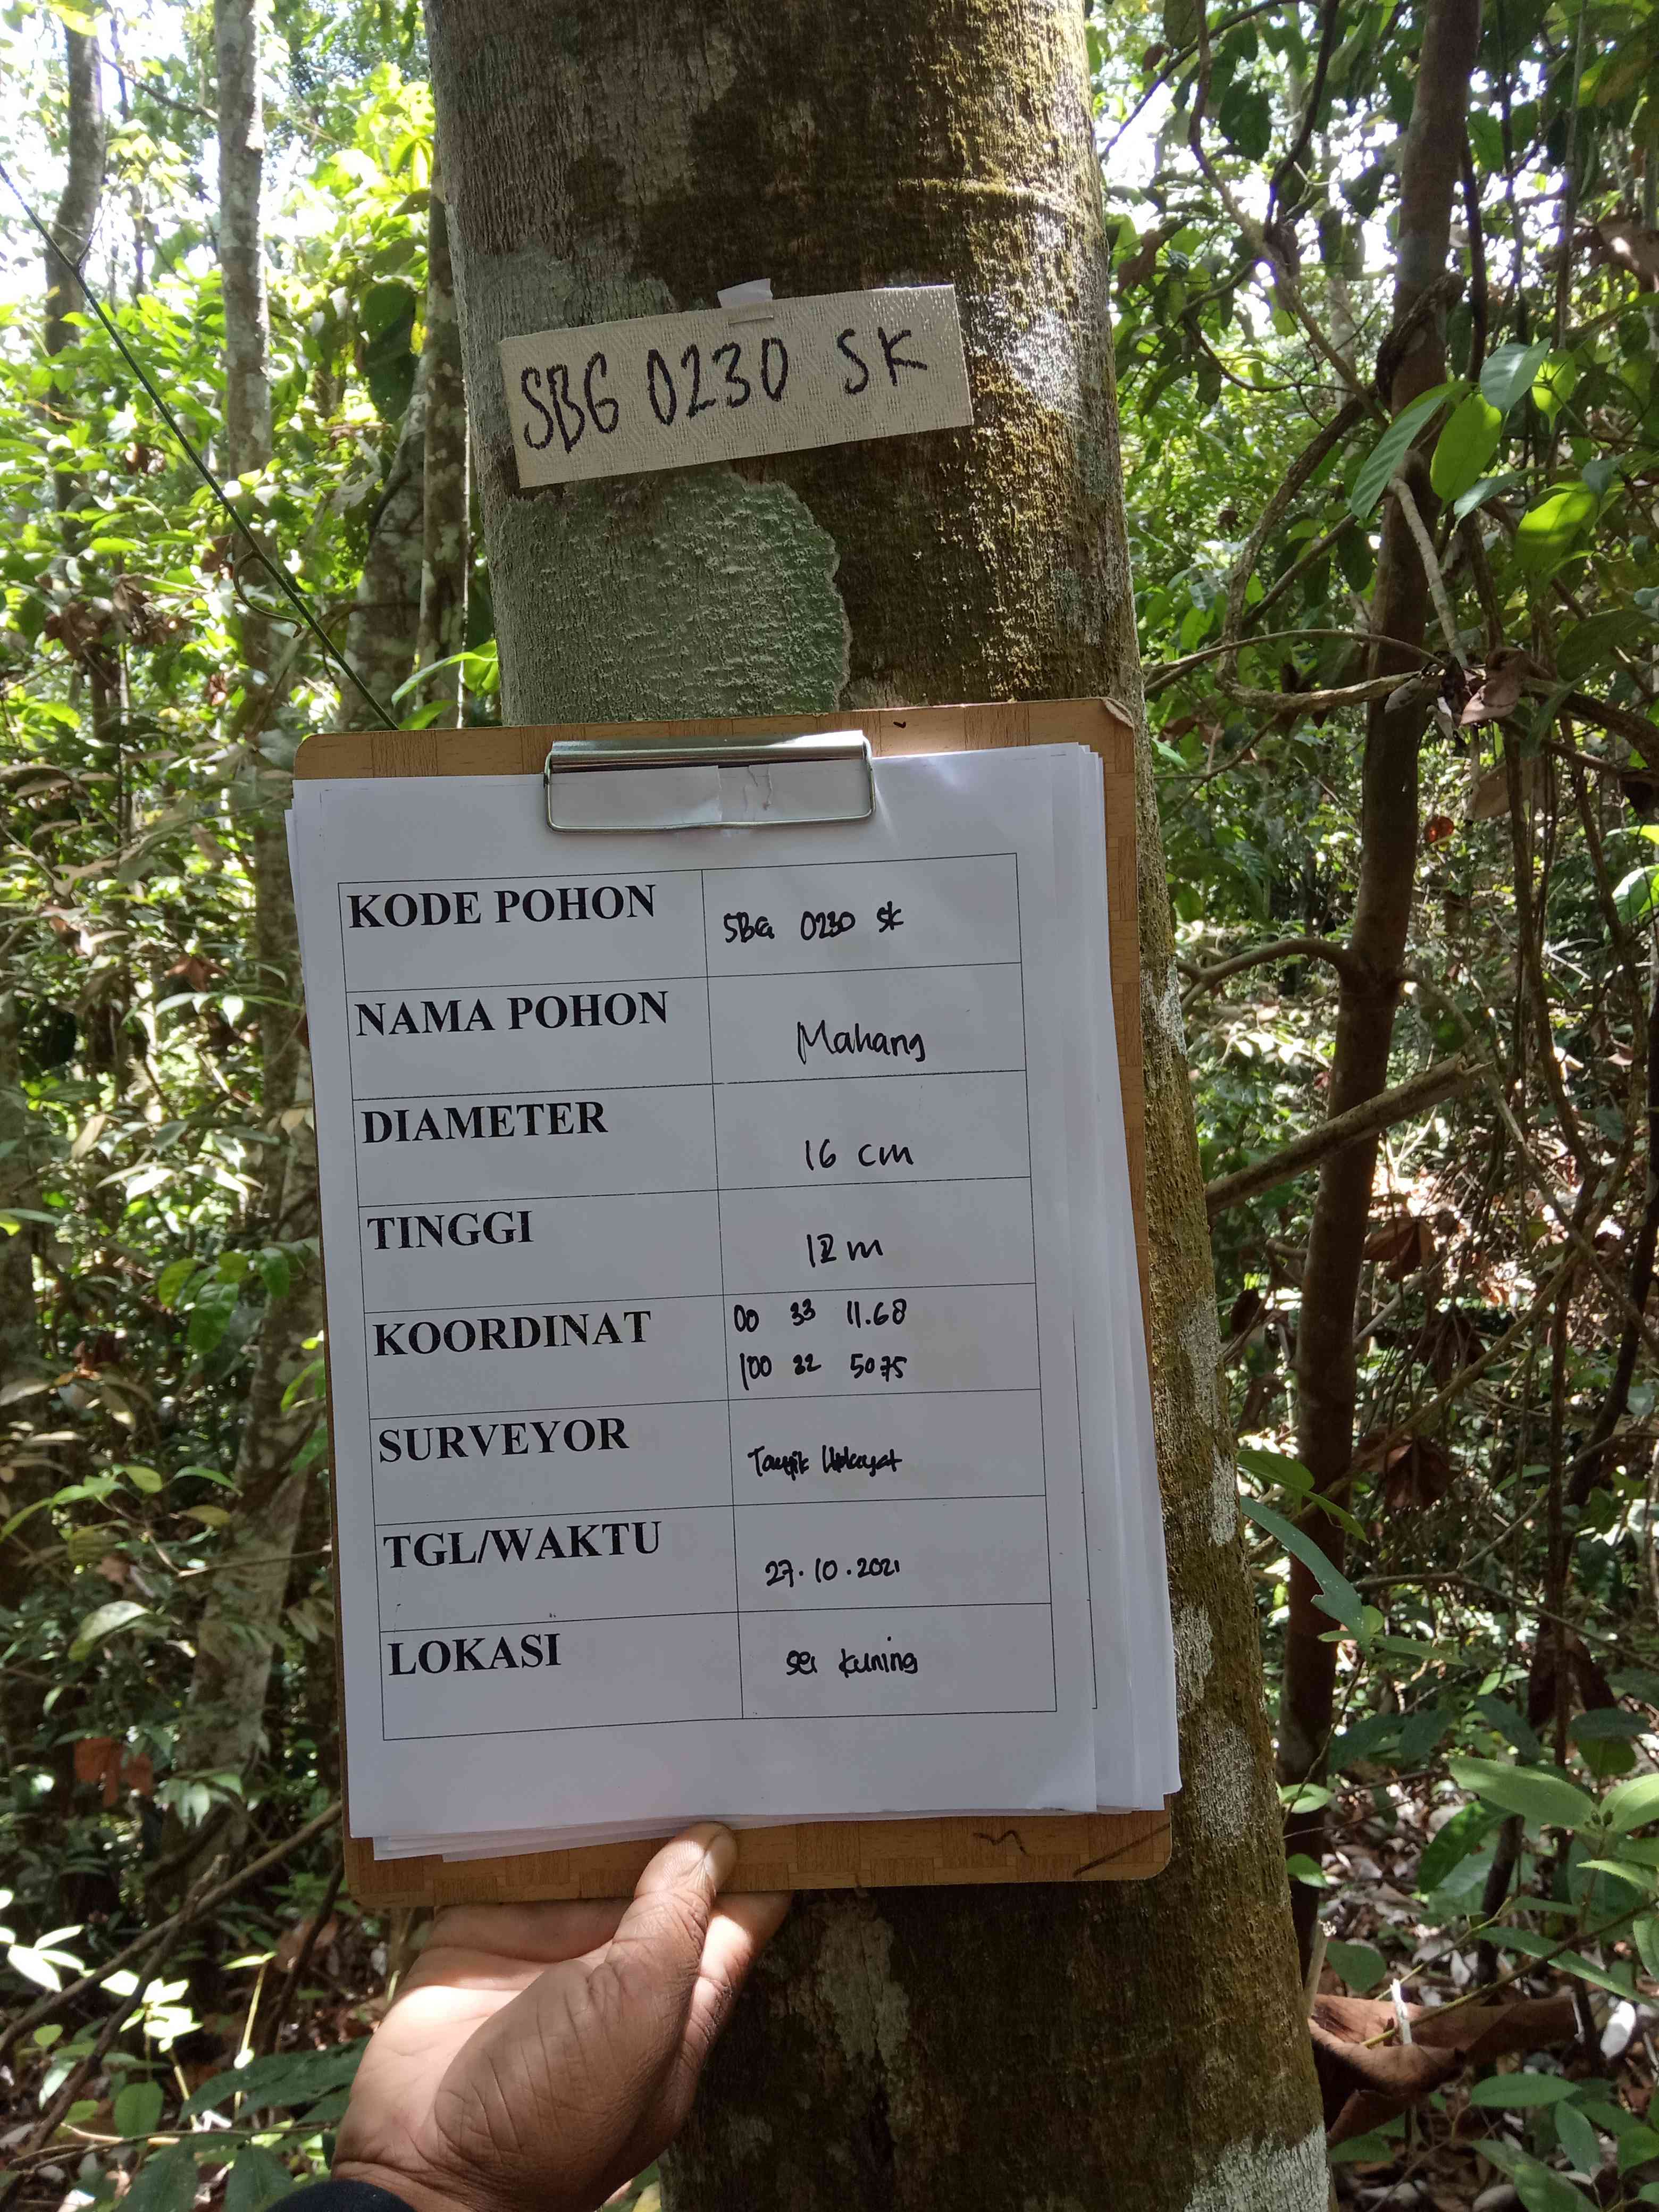 SBG 0230 SK
KODE POHON SBG 0230 SK
NAMA POHON Mahang
DIAMETER 16 cm
TINGGI 12 m
KOORDINAT 00 33 11.68
100 32 5075
SURVEYOR Taufik Hidayat
TGL/WAKTU 27.10.2021
LOKASI sei kuning